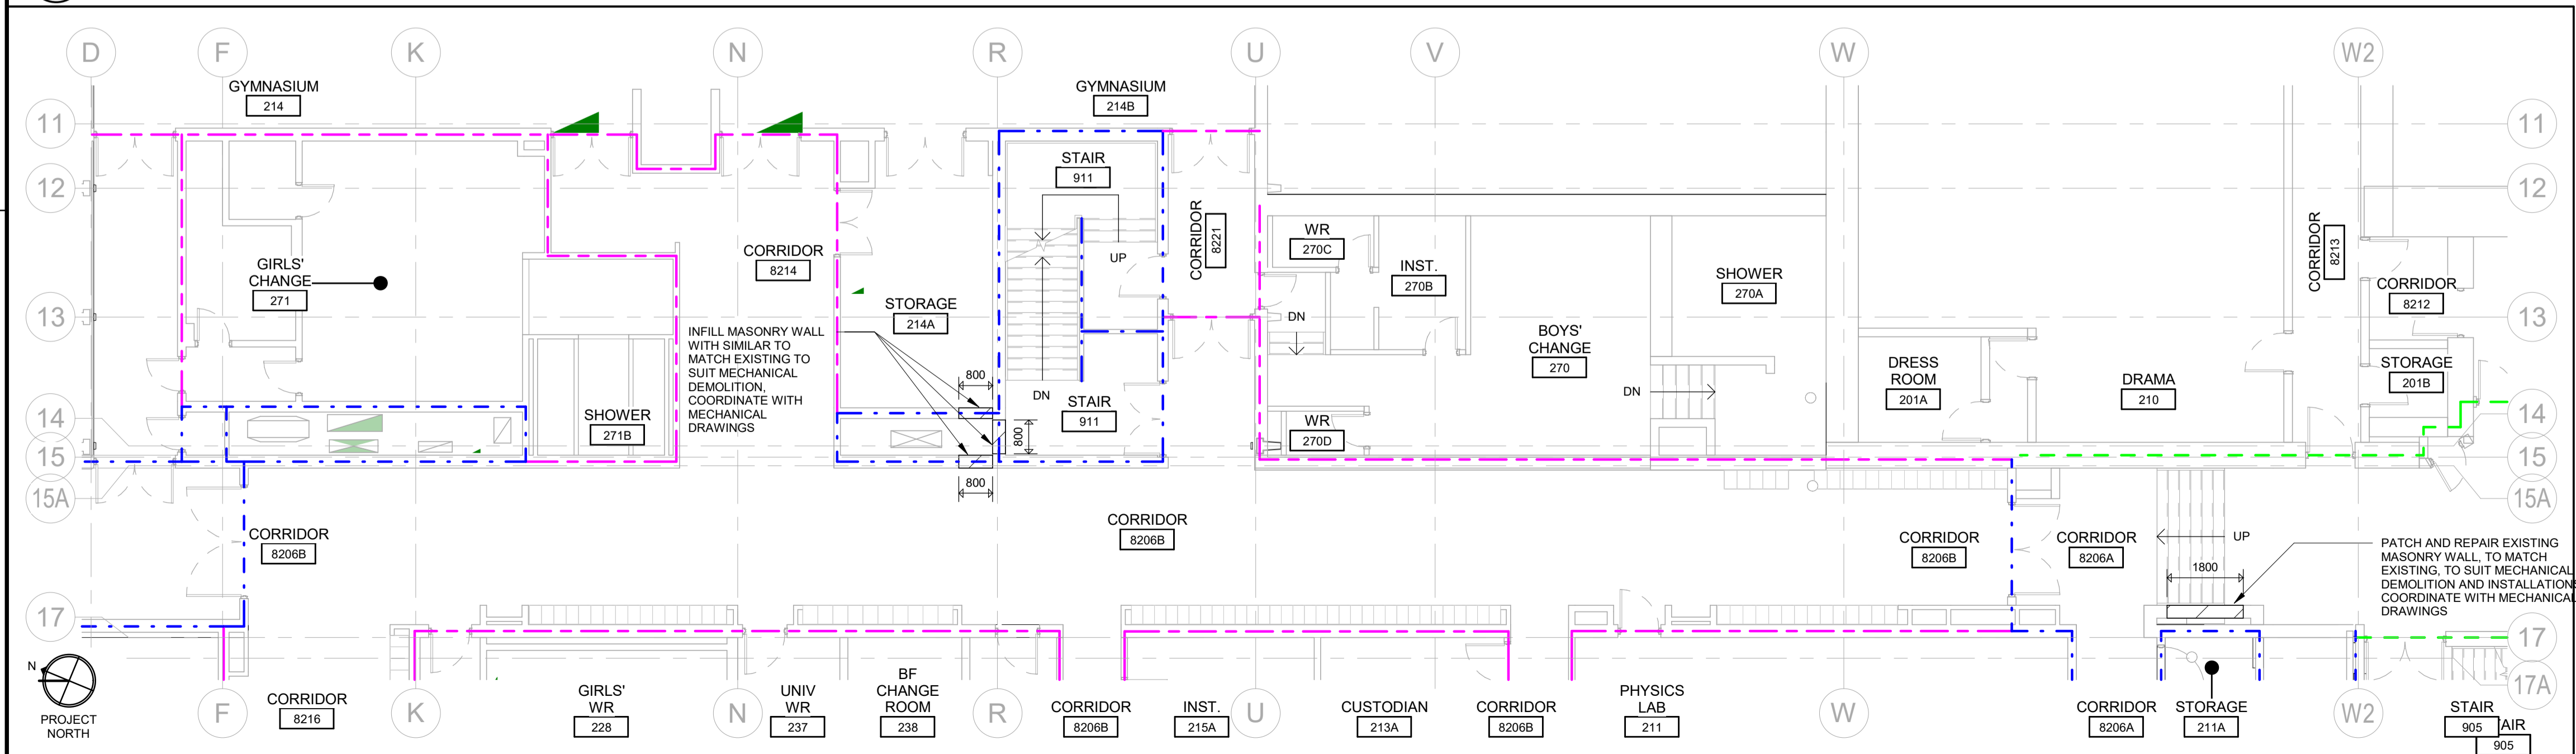 D
F
K
N
R
U
V
W
W2
GYMNASIUM
214
GYMNASIUM
214B
11
11
12
12
STAIR
911
UP
CORRIDOR
8221
WR
270C
INST.
270B
SHOWER
270A
CORRIDOR
8213
CORRIDOR
8212
GIRLS'
CHANGE
271
CORRIDOR
8214
STORAGE
214A
13
13
DN
BOYS'
CHANGE
270
INFILL MASONRY WALL
WITH SIMILAR TO
MATCH EXISTING TO
SUIT MECHANICAL
DEMOLITION,
COORDINATE WITH
MECHANICAL
DRAWINGS
800
DN
STAIR
911
800
800
SHOWER
271B
WR
270D
DN
DRESS
ROOM
201A
DRAMA
210
STORAGE
201B
14
14
15
15
15A
15A
CORRIDOR
8206B
CORRIDOR
8206B
CORRIDOR
8206B
CORRIDOR
8206A
UP
1800
PATCH AND REPAIR EXISTING
MASONRY WALL, TO MATCH
EXISTING, TO SUIT MECHANICAL
DEMOLITION AND INSTALLATIONS
COORDINATE WITH MECHANICAL
DRAWINGS
17
17
17A
N
PROJECT
NORTH
F
CORRIDOR
8216
K
GIRLS'
WR
228
N
UNIV
WR
237
BF
CHANGE
ROOM
238
R
CORRIDOR
8206B
INST.
215A
U
CUSTODIAN
213A
CORRIDOR
8206B
PHYSICS
LAB
211
W
CORRIDOR
8206A
STORAGE
211A
W2
STAIR
905
AIR
905